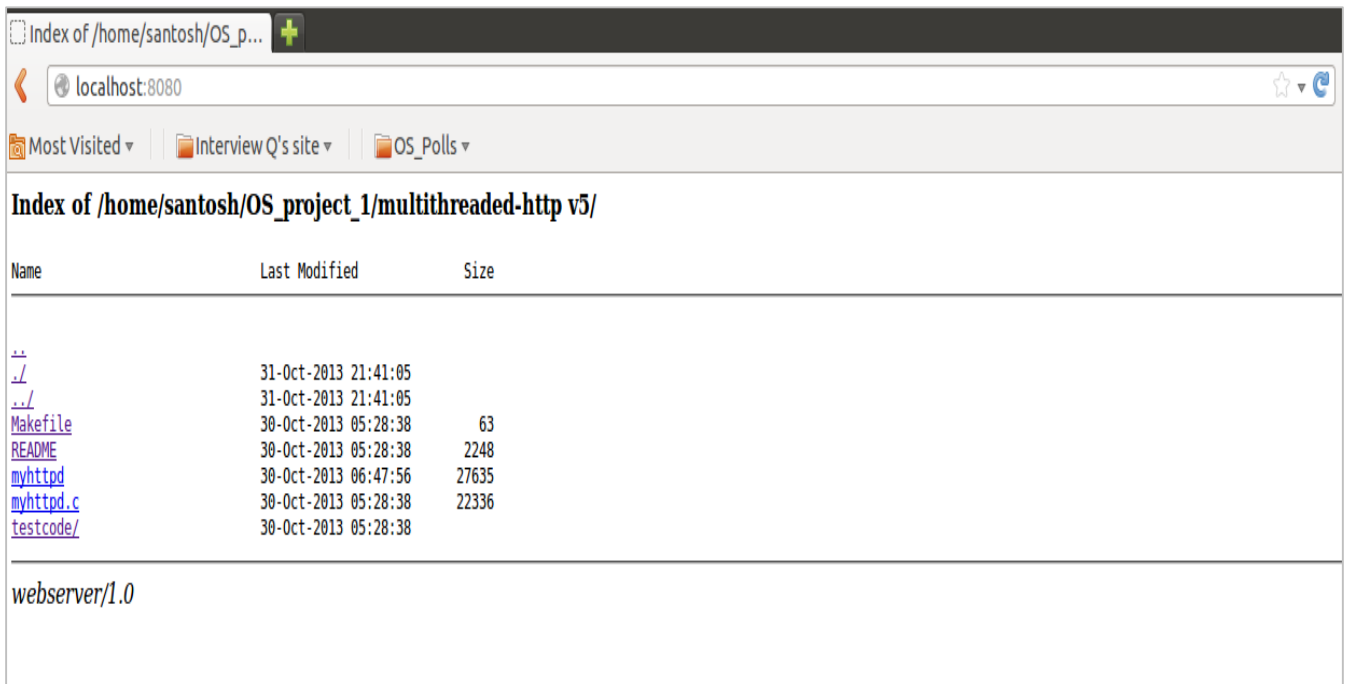 Index of /home/santosh/OS_p...
localhost:8080
Most Visited Interview Q's site OS_Polls
Index of /home/santosh/OS_project_1/multithreaded-http v5/
Name Last Modified Size
..
./ 31-Oct-2013 21:41:05
../ 31-Oct-2013 21:41:05
Makefile 30-Oct-2013 05:28:38 63
README 30-Oct-2013 05:28:38 2248
myhttpd 30-Oct-2013 06:47:56 27635
myhttpd.c 30-Oct-2013 05:28:38 22336
testcode/ 30-Oct-2013 05:28:38
webserver/1.0